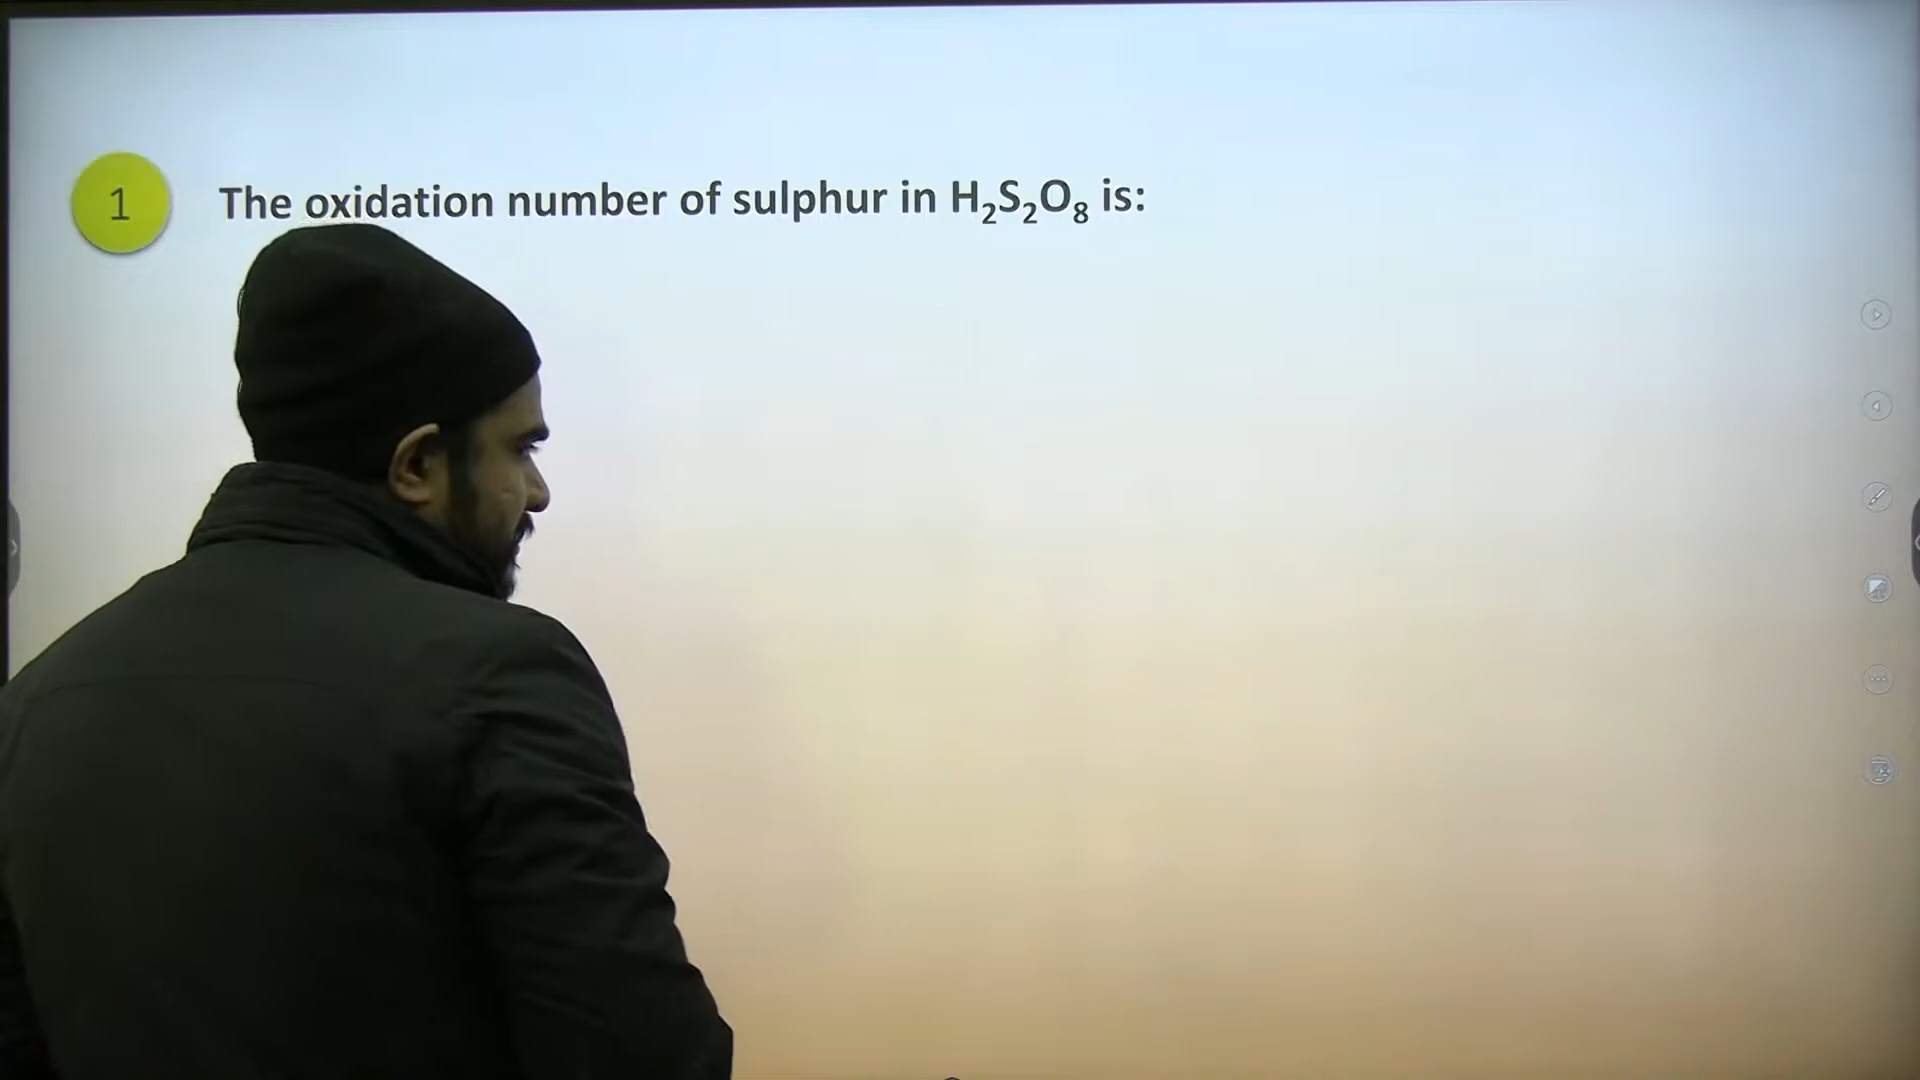 1
The oxidation number of sulphur in H₂S₂O₈ is: